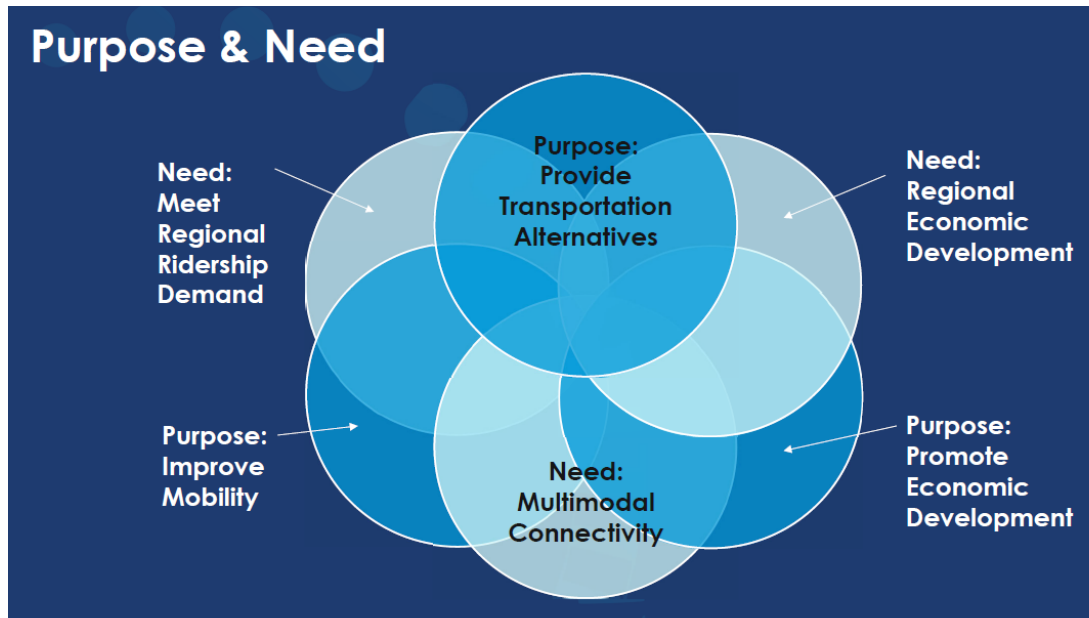 Purpose & Need
Purpose:
Provide
Transportation
Alternatives
Need:
Meet
Regional
Ridership
Demand
Need:
Regional
Economic
Development
Purpose:
Improve
Mobility
Need:
Multimodal
Connectivity
Purpose:
Promote
Economic
Development